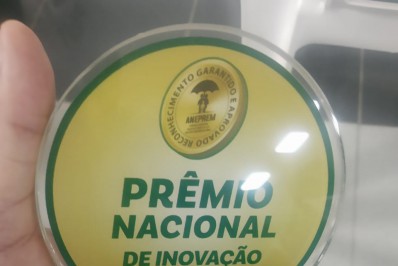 RECONHECIMENTO GARANTIDO E APROVADO
ANEPREM
PRÊMIO
NACIONAL
DE INOVAÇÃO